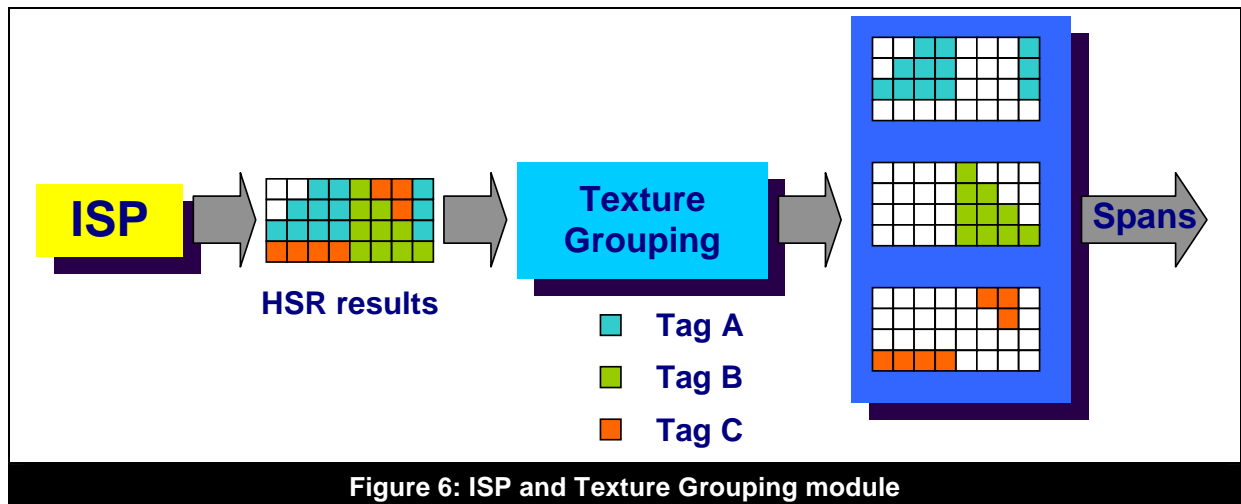 ISP
HSR results
Texture
Grouping
Tag A
Tag B
Tag C
Spans
Figure 6: ISP and Texture Grouping module